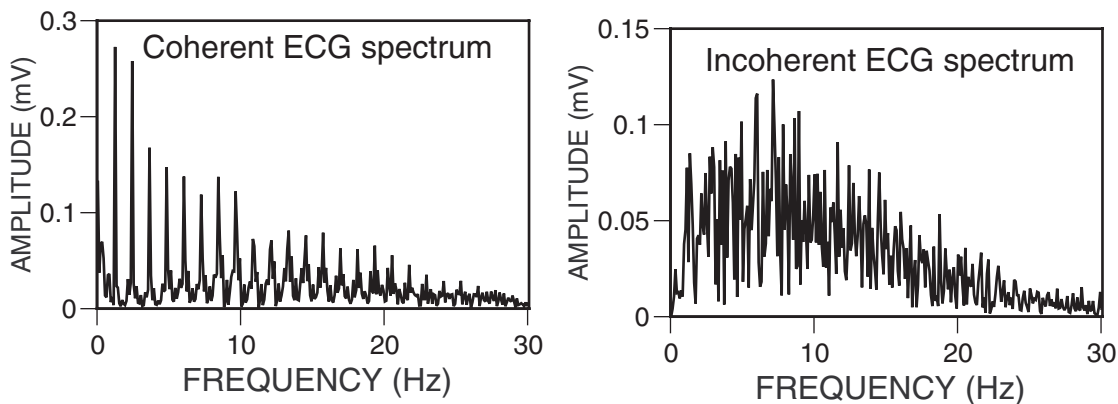 Coherent ECG spectrum
AMPLITUDE (mV)
0.3
0.2
0.1
0
0
10
20
30
FREQUENCY (Hz)
Incoherent ECG spectrum
AMPLITUDE (mV)
0.15
0.1
0.05
0
0
10
20
30
FREQUENCY (Hz)